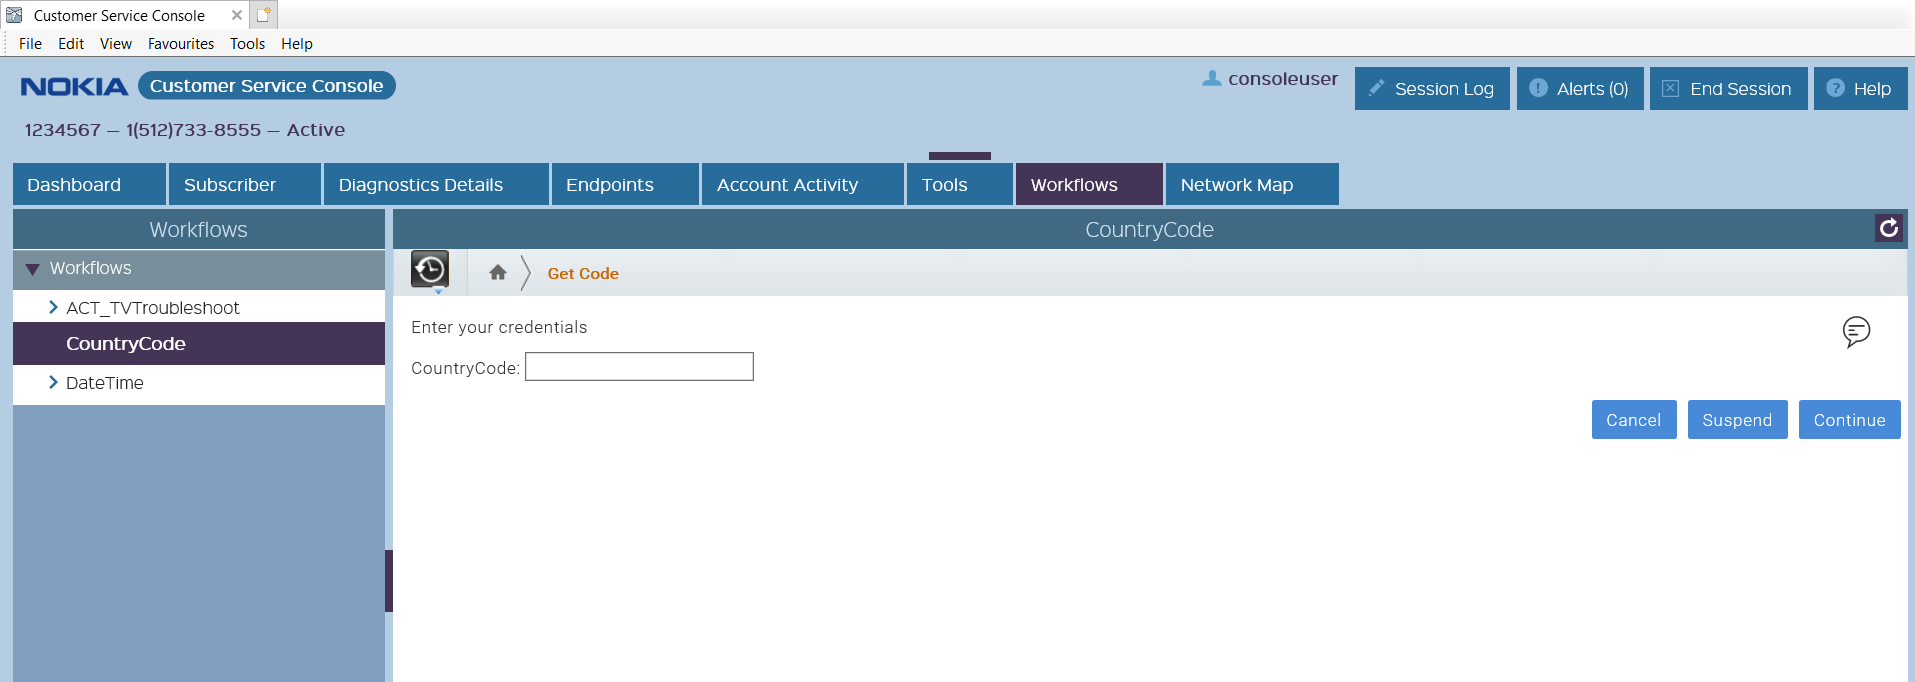 Customer Service Console
File Edit View Favourites Tools Help
NOKIA Customer Service Console
consoleuser Session Log Alerts (0) End Session Help
1234567 – 1(512)733-8555 – Active
Dashboard Subscriber Diagnostics Details Endpoints Account Activity Tools Workflows Network Map
Workflows CountryCode
Workflows
Get Code
ACT_TVTroubleshoot
CountryCode
DateTime
Enter your credentials
CountryCode:
Cancel Suspend Continue